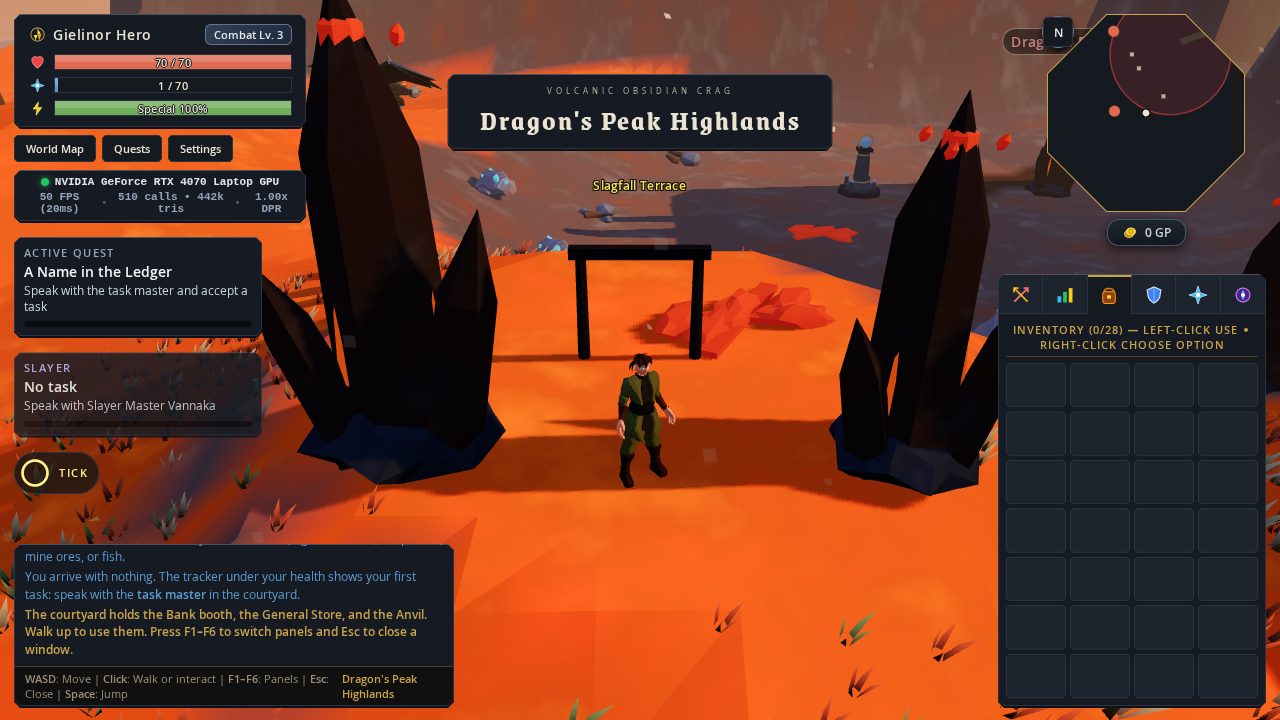 Gielinor Hero
Combat Lv. 3
70 / 70
1 / 70
Special 100%
World Map
Quests
Settings
NVIDIA GeForce RTX 4070 Laptop GPU
50 FPS (20ms) • 510 calls • 442k tris • 1.00x DPR
ACTIVE QUEST
A Name in the Ledger
Speak with the task master and accept a
task
SLAYER
No task
Speak with Slayer Master Vannaka
TICK
VOLCANIC OBSIDIAN CRAG
Dragon's Peak Highlands
Slagfall Terrace
Drag
N
0 GP
INVENTORY (0/28) — LEFT-CLICK USE •
RIGHT-CLICK CHOOSE OPTION
mine ores, or fish.
You arrive with nothing. The tracker under your health shows your first
task: speak with the task master in the courtyard.
The courtyard holds the Bank booth, the General Store, and the Anvil.
Walk up to use them. Press F1–F6 to switch panels and Esc to close a
window.
WASD: Move | Click: Walk or interact | F1–F6: Panels | Esc:
Close | Space: Jump
Dragon's Peak
Highlands